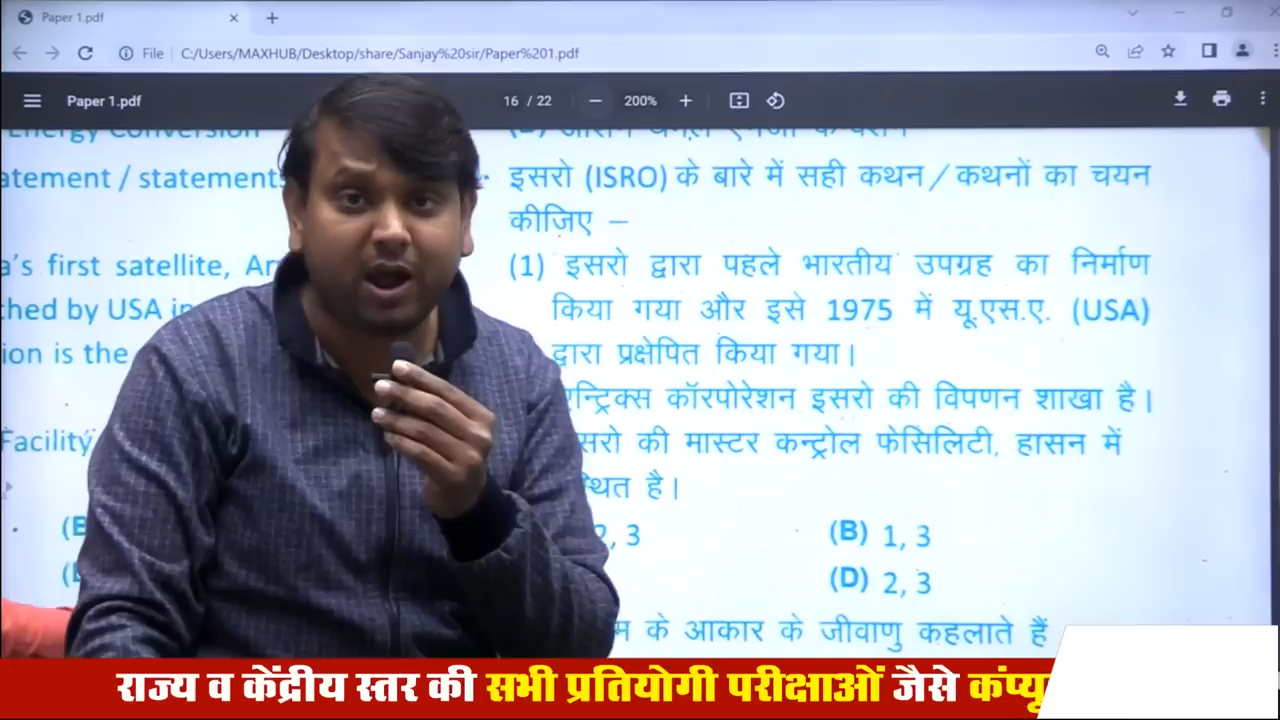 Paper 1.pdf
File C:/Users/MAXHUB/Desktop/share/Sanjay%20sir/Paper%201.pdf
Paper 1.pdf 16 / 22 200%
Energy Conversion
atement / statements
a's first satellite,
ched by USA in
ion is the
Facility
इसरो (ISRO) के बारे में सही कथन / कथनों का चयन
कीजिए –
(1) इसरो द्वारा पहले भारतीय उपग्रह का निर्माण
किया गया और इसे 1975 में यू.एस.ए. (USA)
द्वारा प्रक्षेपित किया गया।
एन्ट्रिक्स कॉरपोरेशन इसरो की विपणन शाखा है।
सरो की मास्टर कन्ट्रोल फेसिलिटी, हासन में
स्थित है।
2, 3 (B) 1, 3
(D) 2, 3
के आकार के जीवाणु कहलाते हैं
राज्य व केंद्रीय स्तर की सभी प्रतियोगी परीक्षाओं जैसे कंप्यू